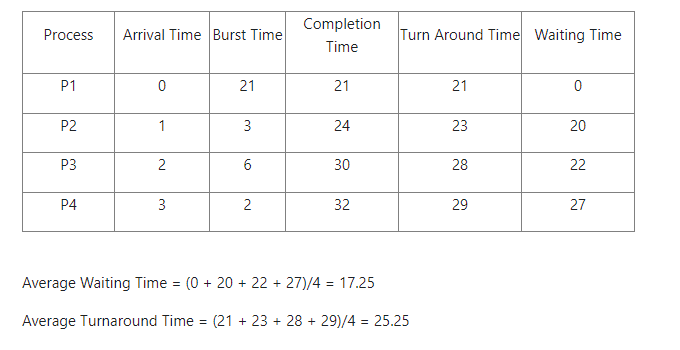 Process Arrival Time Burst Time Completion Time Turn Around Time Waiting Time
P1 0 21 21 21 0
P2 1 3 24 23 20
P3 2 6 30 28 22
P4 3 2 32 29 27
Average Waiting Time = (0 + 20 + 22 + 27)/4 = 17.25
Average Turnaround Time = (21 + 23 + 28 + 29)/4 = 25.25